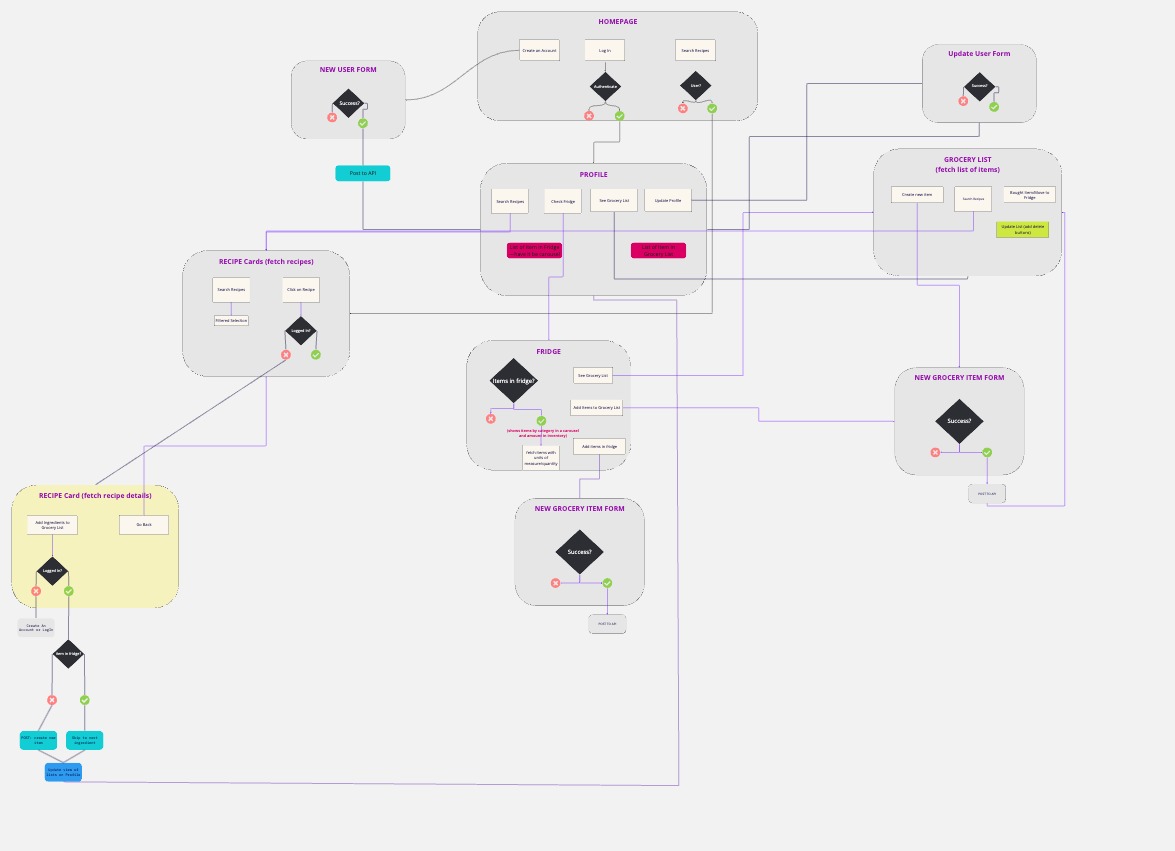 HOMEPAGE
Create an Account
Log In
Search Recipes
Authenticate
User?
NEW USER FORM
Success?
Post to API
Update User Form
Success?
PROFILE
Search Recipes
Check Fridge
See Grocery List
Update Profile
List of Item in Fridge
Grocery List
GROCERY LIST
(fetch list of items)
Create new item
Search Recipes
Bought Item/Move to
Fridge
Update List (add delete
buttons)
RECIPE Cards (fetch recipes)
Search Recipes
Click on Recipe
Filtered Selection
Logged In?
FRIDGE
Items in fridge?
See Grocery List
Add Items to Grocery List
(shows items by category in a carousel
and amount in inventory)
Add Items in fridge
fetch items with
units of
measure/quantity
NEW GROCERY ITEM FORM
Success?
POST TO API
NEW GROCERY ITEM FORM
Success?
POST TO API
RECIPE Card (fetch recipe details)
Add Ingredients to
Grocery List
Go Back
Logged In?
Create An
Account or Login
Item in fridge?
POST: create new
item
Skip to next
ingredient
Update List of
Items on Profile